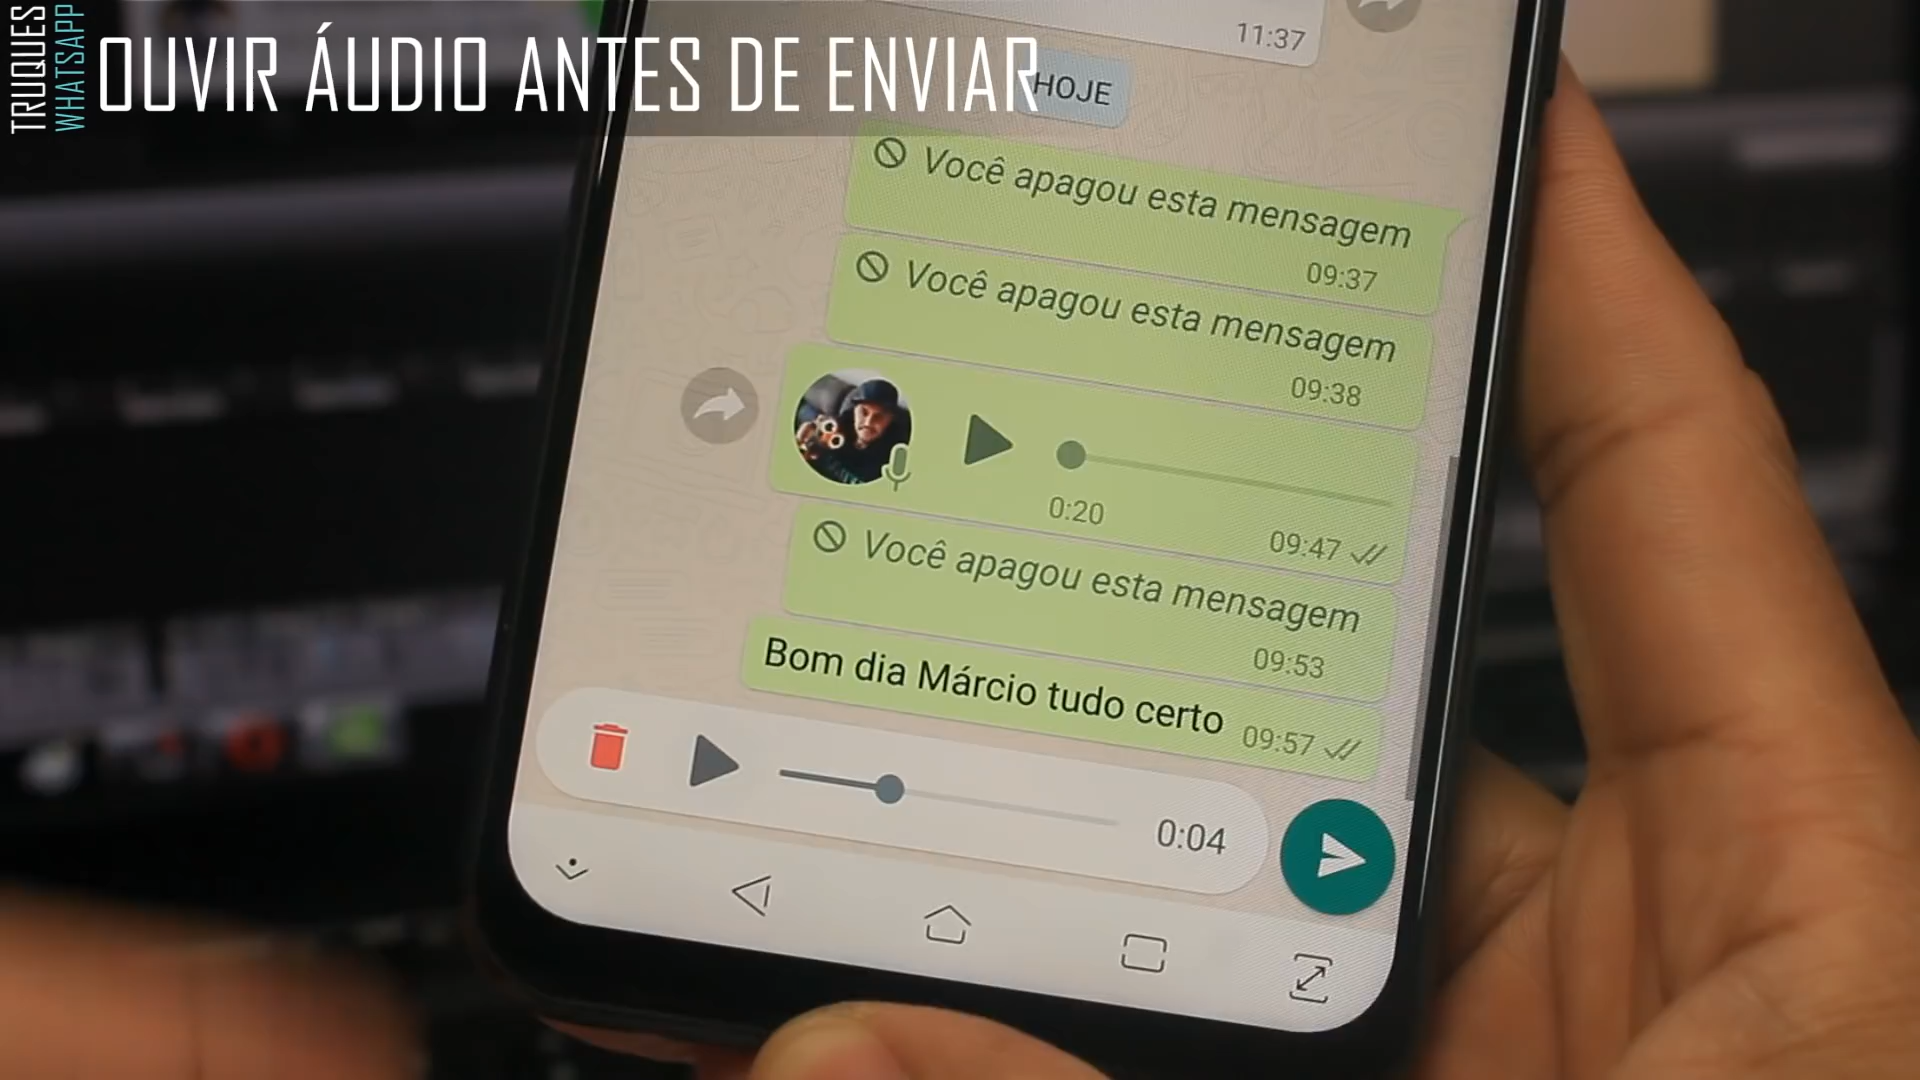 TRUQUES
WHATSAPP
OUVIR ÁUDIO ANTES DE ENVIAR
11:37
HOJE
Você apagou esta mensagem
09:37
Você apagou esta mensagem
09:38
0:20
09:47
Você apagou esta mensagem
09:53
Bom dia Márcio tudo certo 09:57
0:04